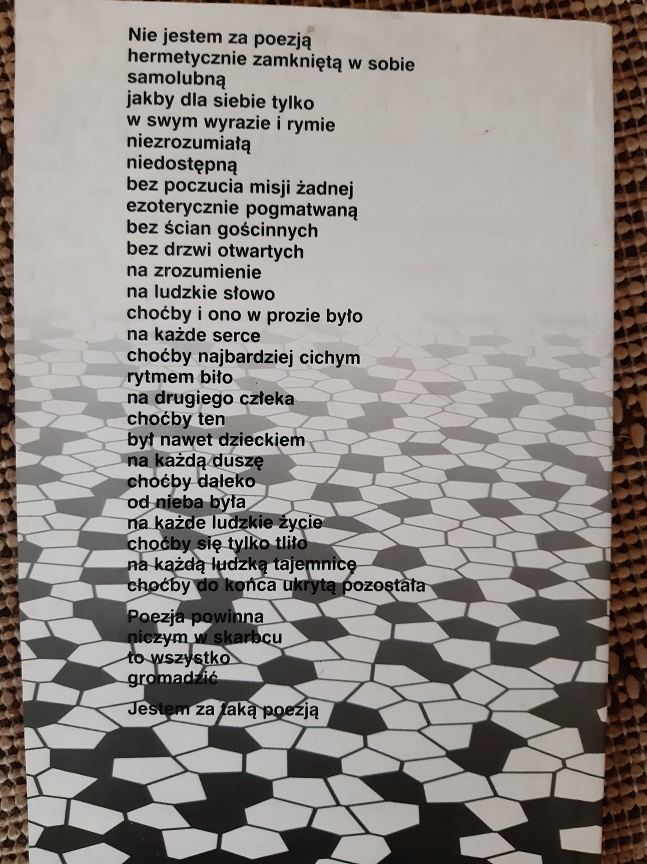 Nie jestem za poezją
hermetycznie zamkniętą w sobie
samolubną
jakby dla siebie tylko
w swym wyrazie i rymie
niezrozumiałą
niedostępną
bez poczucia misji żadnej
ezoterycznie pogmatwaną
bez ścian gościnnych
bez drzwi otwartych
na zrozumienie
na ludzkie słowo
choćby i ono w prozie było
na każde serce
choćby najbardziej cichym
rytmem biło
na drugiego człeka
choćby ten
był nawet dzieckiem
na każdą duszę
choćby daleko
od nieba była
na każde ludzkie życie
choćby się tylko tliło
na każdą ludzką tajemnicę
choćby do końca ukrytą pozostała
Poezja powinna
niczym w skarbcu
to wszystko
gromadzić
Jestem za taką poezją